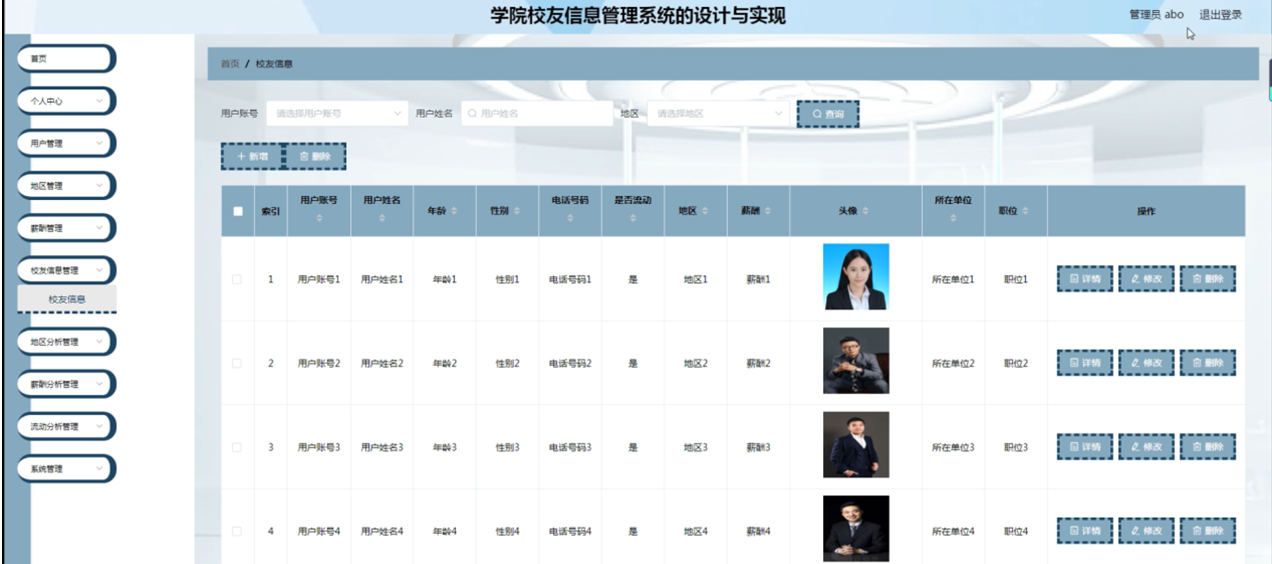 学院校友信息管理系统的设计与实现
管理员 abo 退出登录
首页
个人中心
用户管理
地区管理
薪酬管理
校友信息管理
校友信息
地区分析管理
薪酬分析管理
流动分析管理
系统管理
首页 / 校友信息
用户账号 请选择用户账号 用户姓名 用户姓名 地区 请选择地区 查询
新增 删除
索引 用户账号 用户姓名 年龄 性别 电话号码 是否流动 地区 薪酬 头像 所在单位 职位 操作
1 用户账号1 用户姓名1 年龄1 性别1 电话号码1 是 地区1 薪酬1 所在单位1 职位1 详情 修改 删除
2 用户账号2 用户姓名2 年龄2 性别2 电话号码2 是 地区2 薪酬2 所在单位2 职位2 详情 修改 删除
3 用户账号3 用户姓名3 年龄3 性别3 电话号码3 是 地区3 薪酬3 所在单位3 职位3 详情 修改 删除
4 用户账号4 用户姓名4 年龄4 性别4 电话号码4 是 地区4 薪酬4 所在单位4 职位4 详情 修改 删除